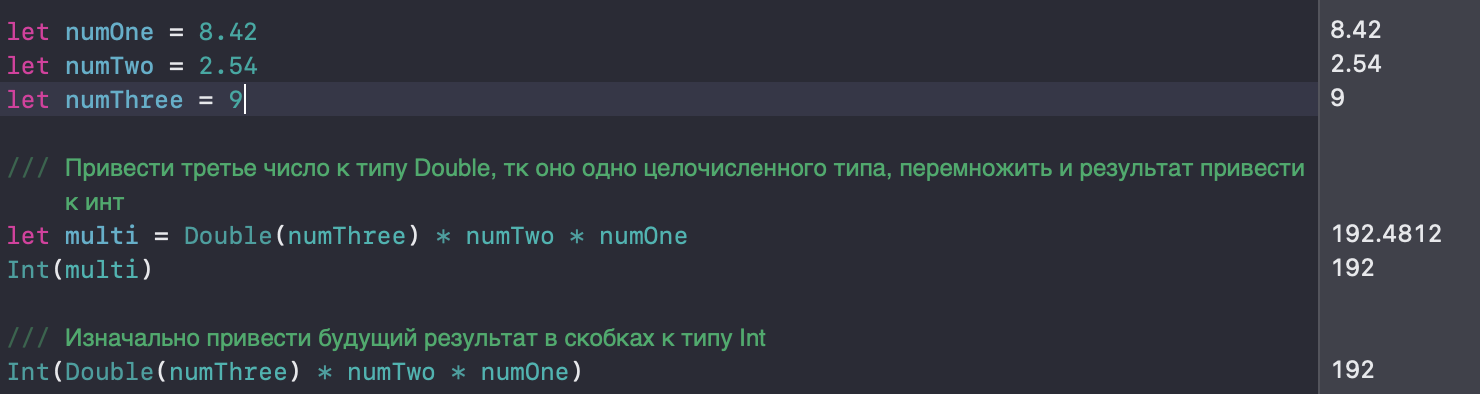 let numOne = 8.42
8.42
let numTwo = 2.54
2.54
let numThree = 9
9
/// Привести третье число к типу Double, тк оно одно целочисленного типа, перемножить и результат привести
к инт
let multi = Double(numThree) * numTwo * numOne
192.4812
Int(multi)
192
/// Изначально привести будущий результат в скобках к типу Int
Int(Double(numThree) * numTwo * numOne)
192